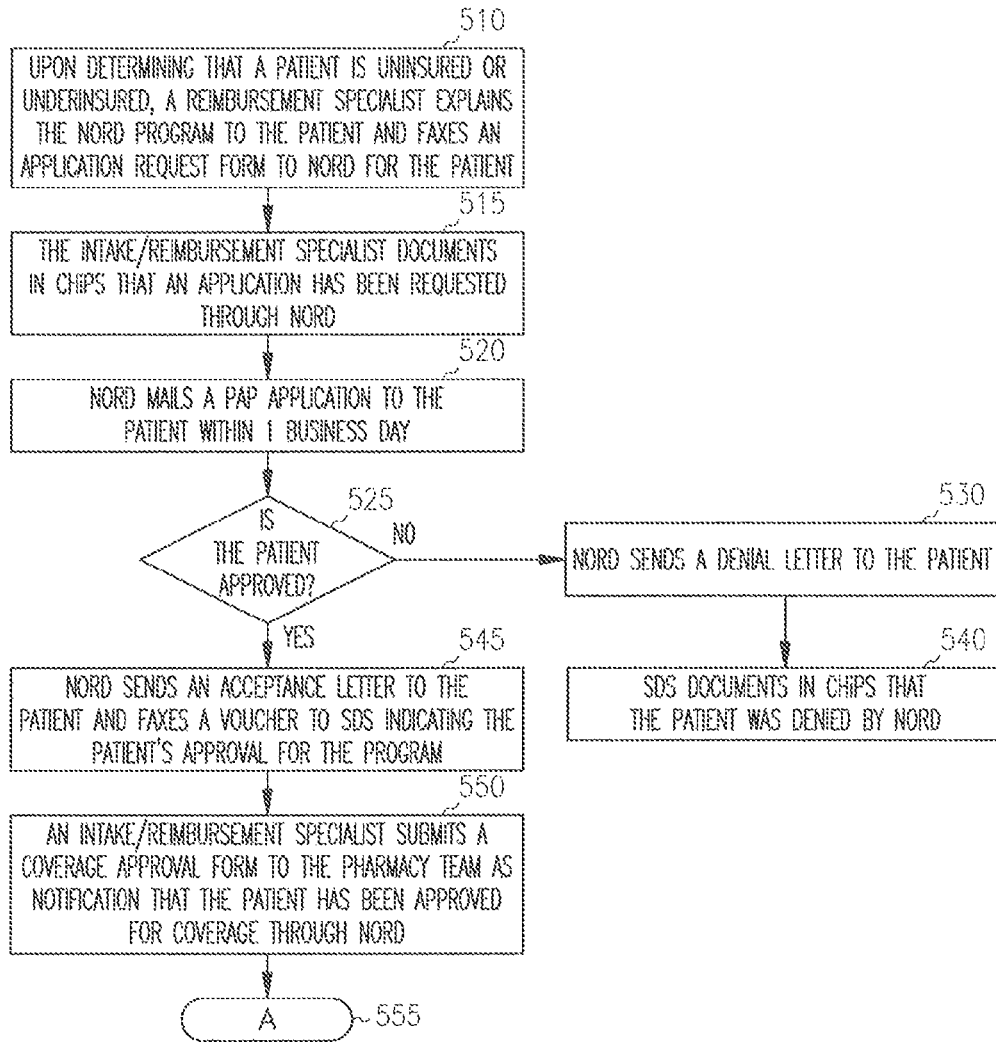 510
UPON DETERMINING THAT A PATIENT IS UNINSURED OR
UNDERINSURED, A REIMBURSEMENT SPECIALIST EXPLAINS
THE NORD PROGRAM TO THE PATIENT AND FAXES AN
APPLICATION REQUEST FORM TO NORD FOR THE PATIENT
515
THE INTAKE/REIMBURSEMENT SPECIALIST DOCUMENTS
IN CHIPS THAT AN APPLICATION HAS BEEN REQUESTED
THROUGH NORD
520
NORD MAILS A PAP APPLICATION TO THE
PATIENT WITHIN 1 BUSINESS DAY
525
IS
THE PATIENT
APPROVED?
NO
530
NORD SENDS A DENIAL LETTER TO THE PATIENT
540
SDS DOCUMENTS IN CHIPS THAT
THE PATIENT WAS DENIED BY NORD
YES
545
NORD SENDS AN ACCEPTANCE LETTER TO THE
PATIENT AND FAXES A VOUCHER TO SDS INDICATING THE
PATIENT'S APPROVAL FOR THE PROGRAM
550
AN INTAKE/REIMBURSEMENT SPECIALIST SUBMITS A
COVERAGE APPROVAL FORM TO THE PHARMACY TEAM AS
NOTIFICATION THAT THE PATIENT HAS BEEN APPROVED
FOR COVERAGE THROUGH NORD
A
555